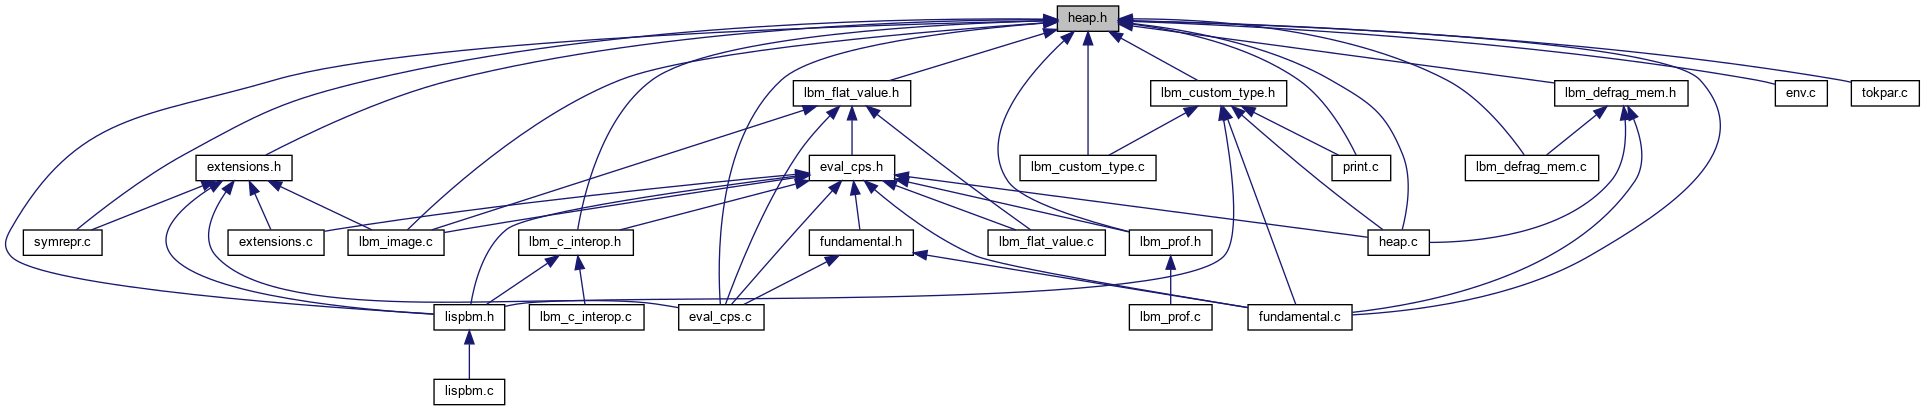 heap.h
lbm_flat_value.h
lbm_custom_type.h
lbm_defrag_mem.h
env.c
tokpar.c
extensions.h
eval_cps.h
lbm_custom_type.c
print.c
lbm_defrag_mem.c
symrepr.c
extensions.c
lbm_image.c
lbm_c_interop.h
fundamental.h
lbm_flat_value.c
lbm_prof.h
heap.c
lispbm.h
lbm_c_interop.c
eval_cps.c
lbm_prof.c
fundamental.c
lispbm.c